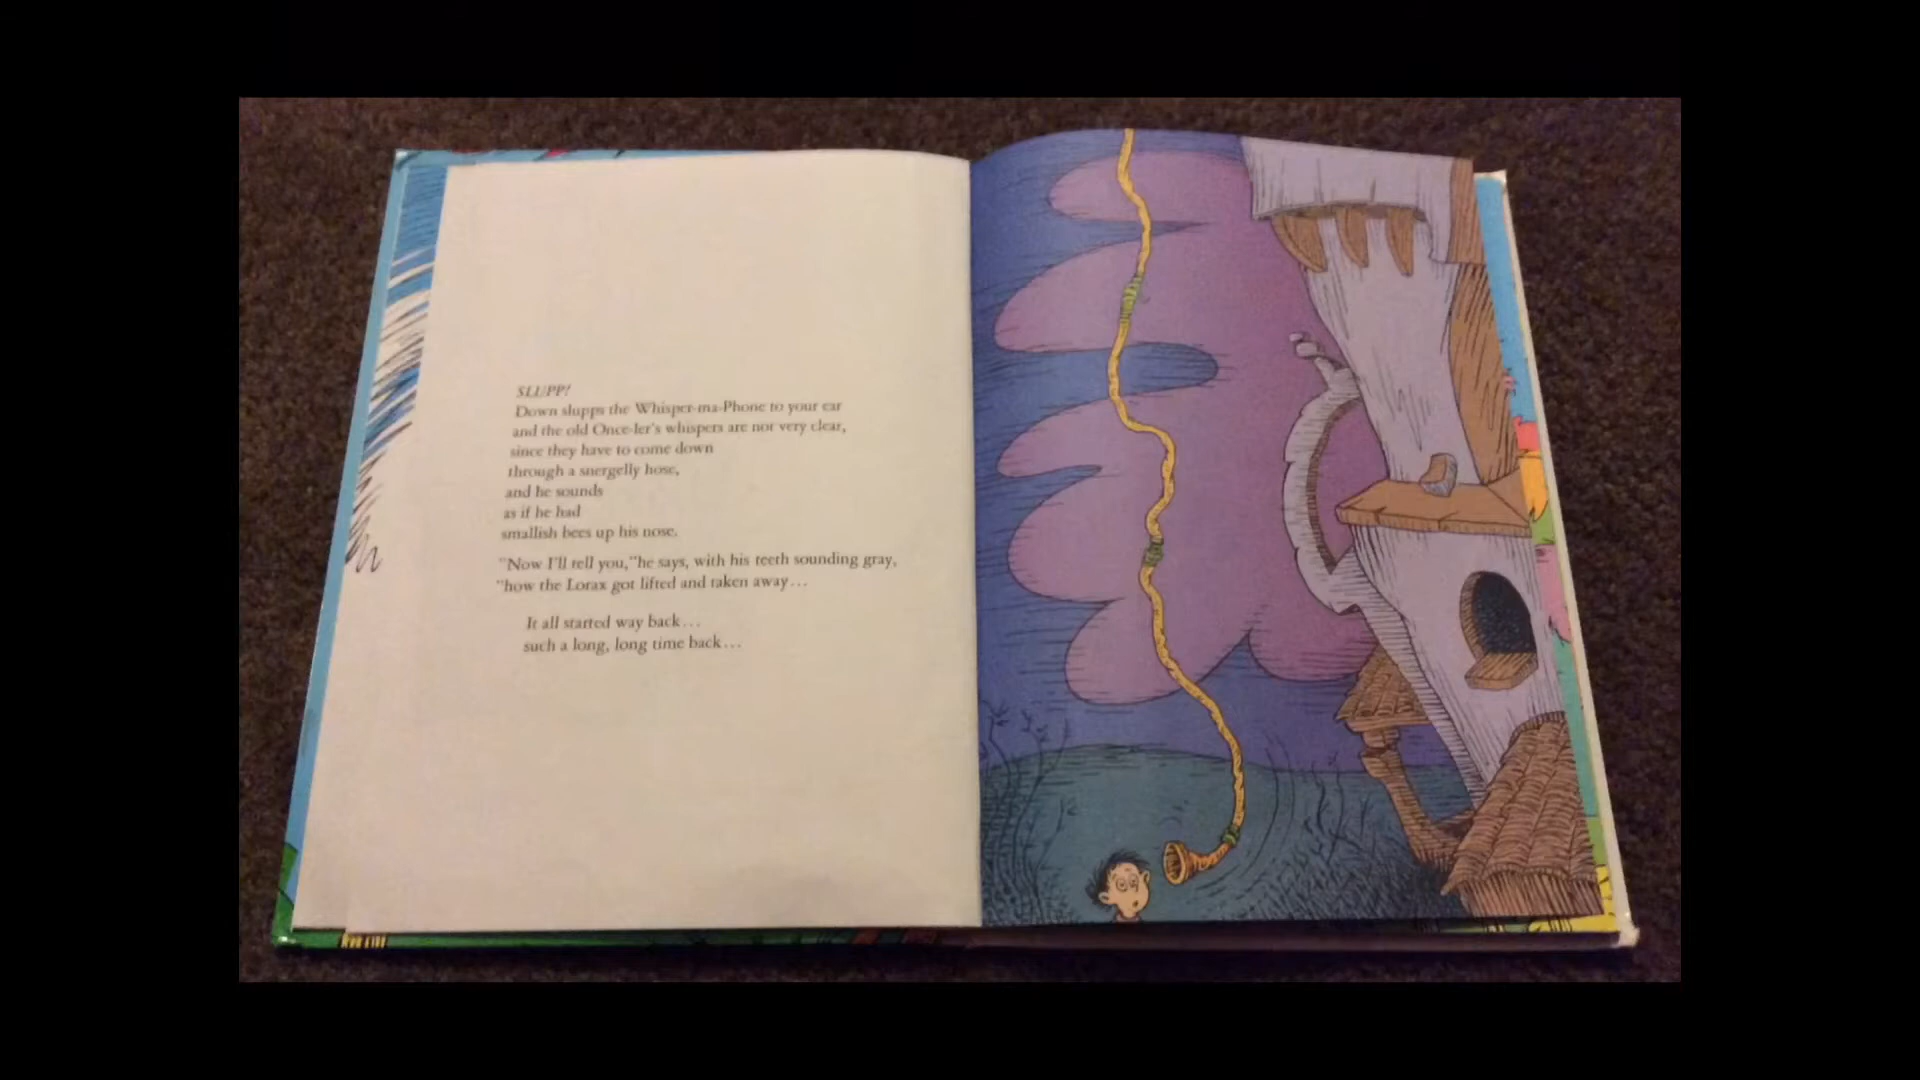 SLUPP!
Down slupps the Whisper-ma-Phone to your ear
and the old Once-ler's whispers are not very clear,
since they have to come down
through a snergelly hose,
and he sounds
as if he had
smallish bees up his nose.
"Now I'll tell you,"he says, with his teeth sounding gray,
"how the Lorax got lifted and taken away...
It all started way back...
such a long, long time back...